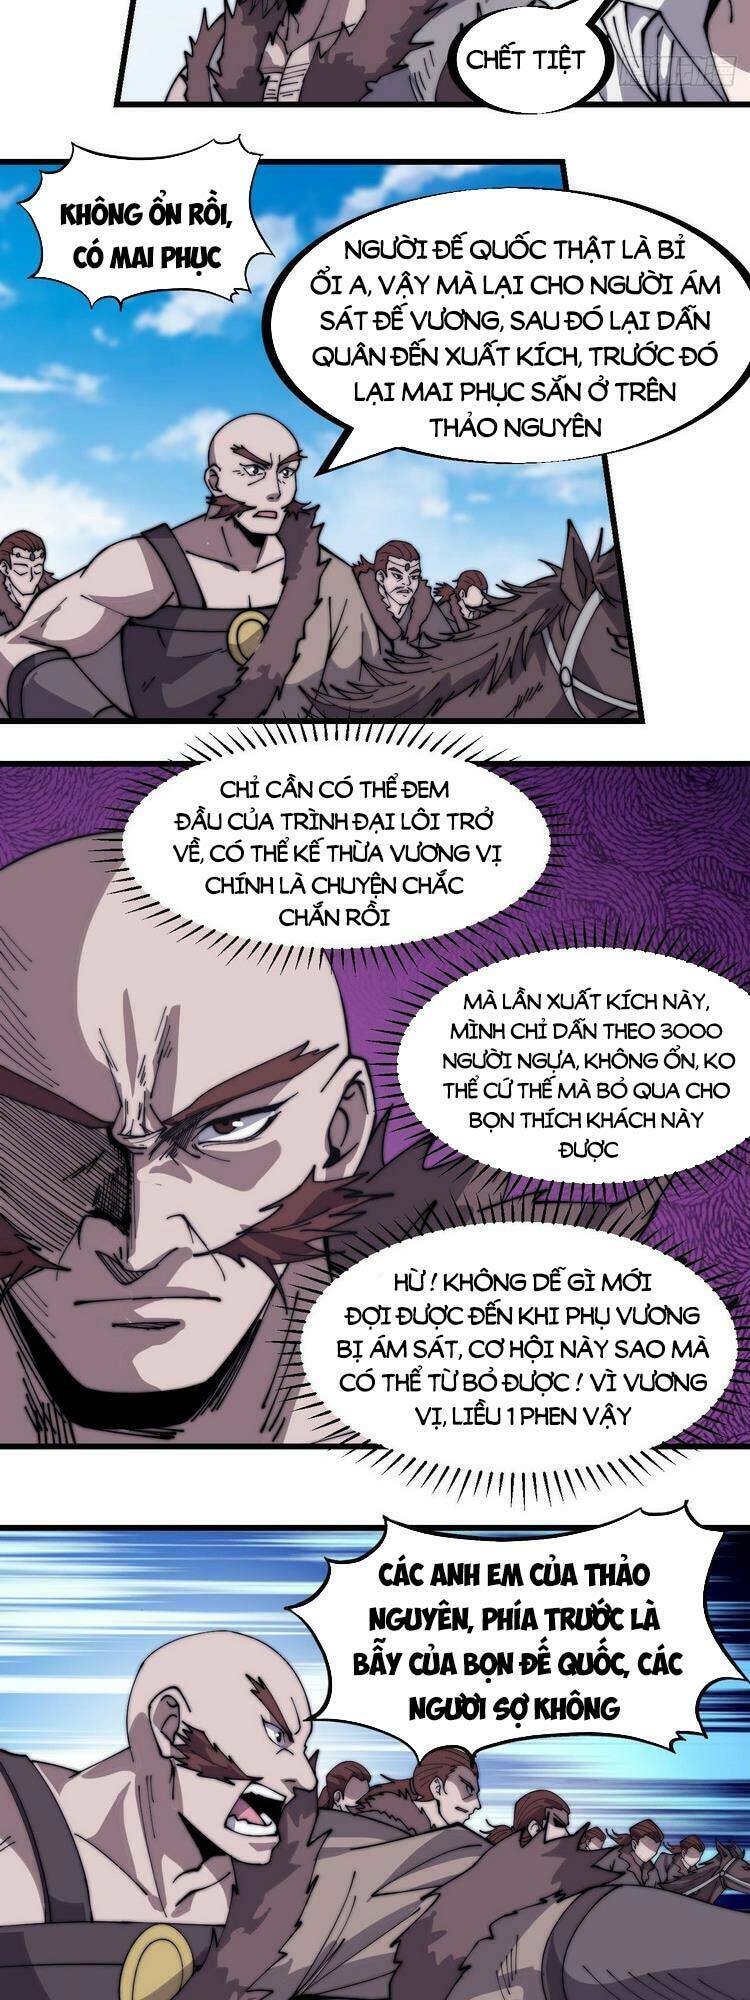 CHẾT TIỆT
KHÔNG ỔN RỒI,
CÓ MAI PHỤC
NGƯỜI ĐẾ QUỐC THẬT LÀ BỈ
ỔI A, VẬY MÀ LẠI CHO NGƯỜI ÁM
SÁT ĐẾ VƯƠNG, SAU ĐÓ LẠI DẪN
QUÂN ĐẾN XUẤT KÍCH, TRƯỚC ĐÓ
LẠI MAI PHỤC SẴN Ở TRÊN
THẢO NGUYÊN
CHỈ CẦN CÓ THỂ ĐEM
ĐẦU CỦA TRÌNH ĐẠI LÔI TRỞ
VỀ, CÓ THỂ KẾ THỪA VƯƠNG VỊ
CHÍNH LÀ CHUYỆN CHẮC
CHẮN RỒI
MÀ LẦN XUẤT KÍCH NÀY,
MÌNH CHỈ DẪN THEO 3000
NGƯỜI NGỰA, KHÔNG ỔN, KO
THỂ CỨ THẾ MÀ BỎ QUA CHO
BỌN THÍCH KHÁCH NÀY
ĐƯỢC
HỪ! KHÔNG DỄ GÌ MỚI
ĐỢI ĐƯỢC ĐẾN KHI PHỤ VƯƠNG
BỊ ÁM SÁT, CƠ HỘI NÀY SAO MÀ
CÓ THỂ TỪ BỎ ĐƯỢC! VÌ VƯƠNG
VỊ, LIỀU 1 PHEN VẬY
CÁC ANH EM CỦA THẢO
NGUYÊN, PHÍA TRƯỚC LÀ
BẪY CỦA BỌN ĐẾ QUỐC, CÁC
NGƯƠI SỢ KHÔNG